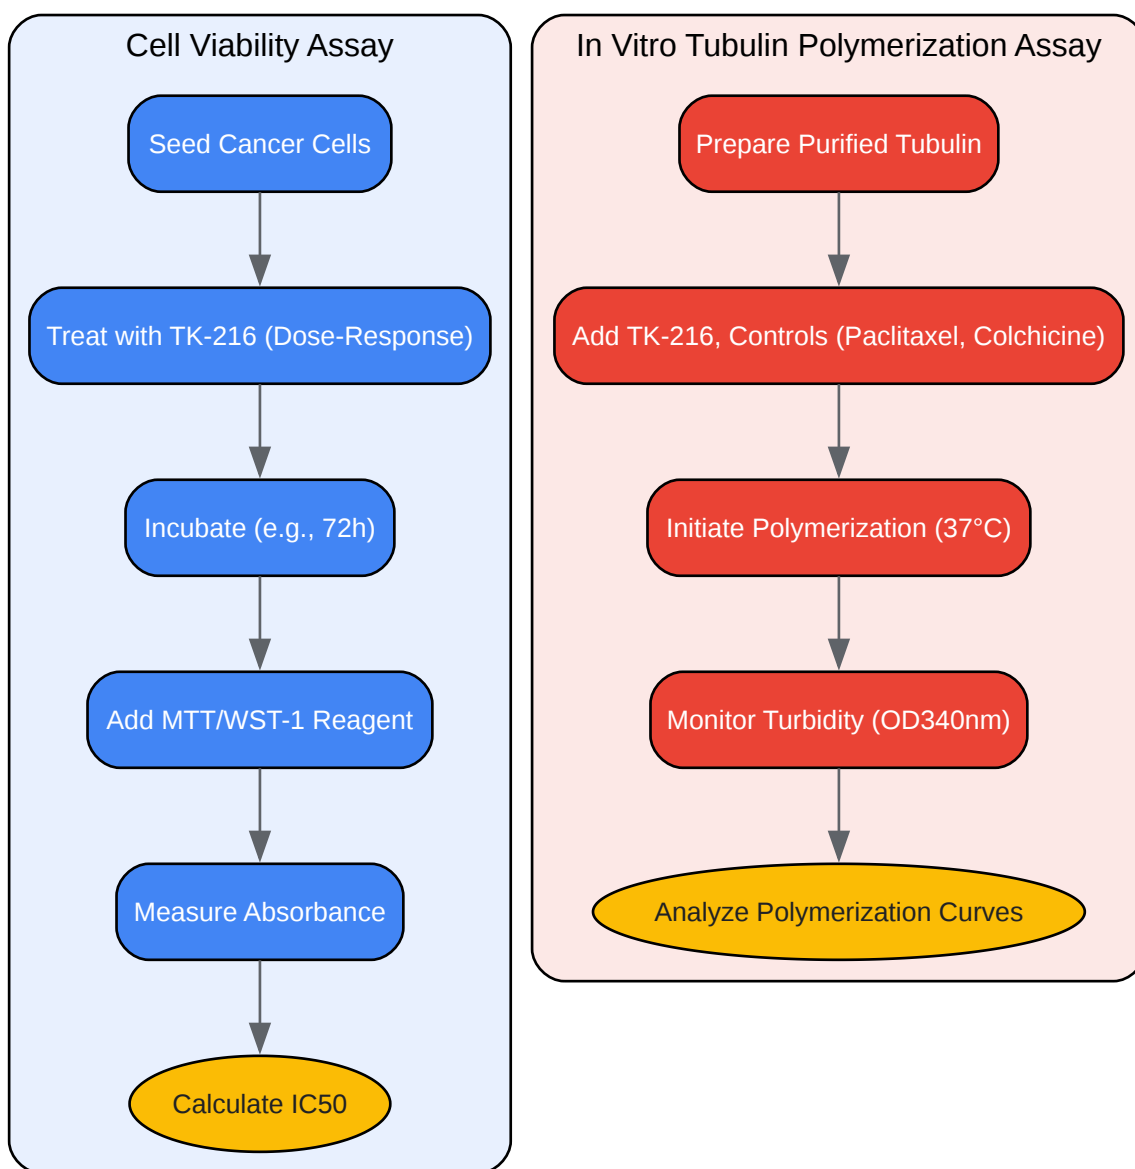 Cell Viability Assay
Seed Cancer Cells
Treat with TK-216 (Dose-Response)
Incubate (e.g., 72h)
Add MTT/WST-1 Reagent
Measure Absorbance
Calculate IC50
In Vitro Tubulin Polymerization Assay
Prepare Purified Tubulin
Add TK-216, Controls (Paclitaxel, Colchicine)
Initiate Polymerization (37°C)
Monitor Turbidity (OD340nm)
Analyze Polymerization Curves